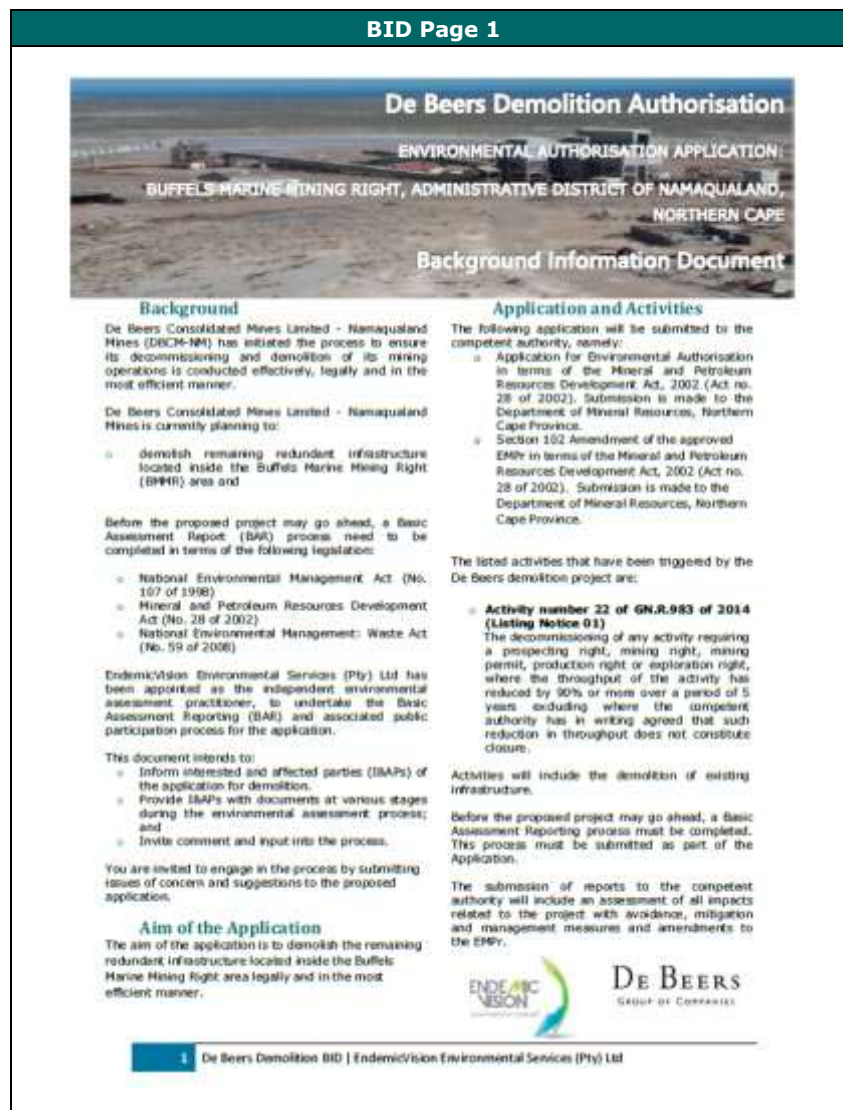 BID Page 1
De Beers Demolition Authorisation
ENVIRONMENTAL AUTHORISATION APPLICATION:
BUFFELS MARINE MINING RIGHT, ADMINISTRATIVE DISTRICT OF NAMAQUALAND,
NORTHERN CAPE
Background Information Document
Background
De Beers Consolidated Mines Limited - Namaqualand
Mines (DBCM-NM) has initiated the process to ensure
its decommissioning and demolition of its mining
operations is conducted effectively, legally and in the
most efficient manner.
De Beers Consolidated Mines Limited - Namaqualand
Mines is currently planning to:
o demolish remaining redundant infrastructure
located inside the Buffels Marine Mining Right
(BMMR) area and
Before the proposed project may go ahead, a Basic
Assessment Report (BAR) process need to be
completed in terms of the following legislation:
o National Environmental Management Act (No.
107 of 1998)
o Mineral and Petroleum Resources Development
Act (No. 28 of 2002)
o National Environmental Management: Waste Act
(No. 59 of 2008)
EndemicVision Environmental Services (Pty) Ltd has
been appointed as the independent environmental
assessment practitioner, to undertake the Basic
Assessment Reporting (BAR) and associated public
participation process for the application.
This document intends to:
o Inform interested and affected parties (I&APs) of
the application for demolition.
o Provide I&APs with documents at various stages
during the environmental assessment process;
and
o Invite comment and input into the process.
You are invited to engage in the process by submitting
issues of concern and suggestions to the proposed
application.
Aim of the Application
The aim of the application is to demolish the remaining
redundant infrastructure located inside the Buffels
Marine Mining Right area legally and in the most
efficient manner.
Application and Activities
The following application will be submitted to the
competent authority, namely:
o Application for Environmental Authorisation
in terms of the Mineral and Petroleum
Resources Development Act, 2002 (Act no.
28 of 2002). Submission is made to the
Department of Mineral Resources, Northern
Cape Province.
o Section 102 Amendment of the approved
EMPr in terms of the Mineral and Petroleum
Resources Development Act, 2002 (Act no.
28 of 2002). Submission is made to the
Department of Mineral Resources, Northern
Cape Province.
The listed activities that have been triggered by the
De Beers demolition project are:
o Activity number 22 of GN.R.983 of 2014
(Listing Notice 01)
The decommissioning of any activity requiring
a prospecting right, mining right, mining
permit, production right or exploration right,
where the throughput of the activity has
reduced by 90% or more over a period of 5
years excluding where the competent
authority has in writing agreed that such
reduction in throughput does not constitute
closure.
Activities will include the demolition of existing
infrastructure.
Before the proposed project may go ahead, a Basic
Assessment Reporting process must be completed.
This process must be submitted as part of the
Application.
The submission of reports to the competent
authority will include an assessment of all impacts
related to the project with avoidance, mitigation
and management measures and amendments to
the EMPr.
ENDEMIC
VISION
DE BEERS
GROUP OF COMPANIES
1 De Beers Demolition BID | EndemicVision Environmental Services (Pty) Ltd